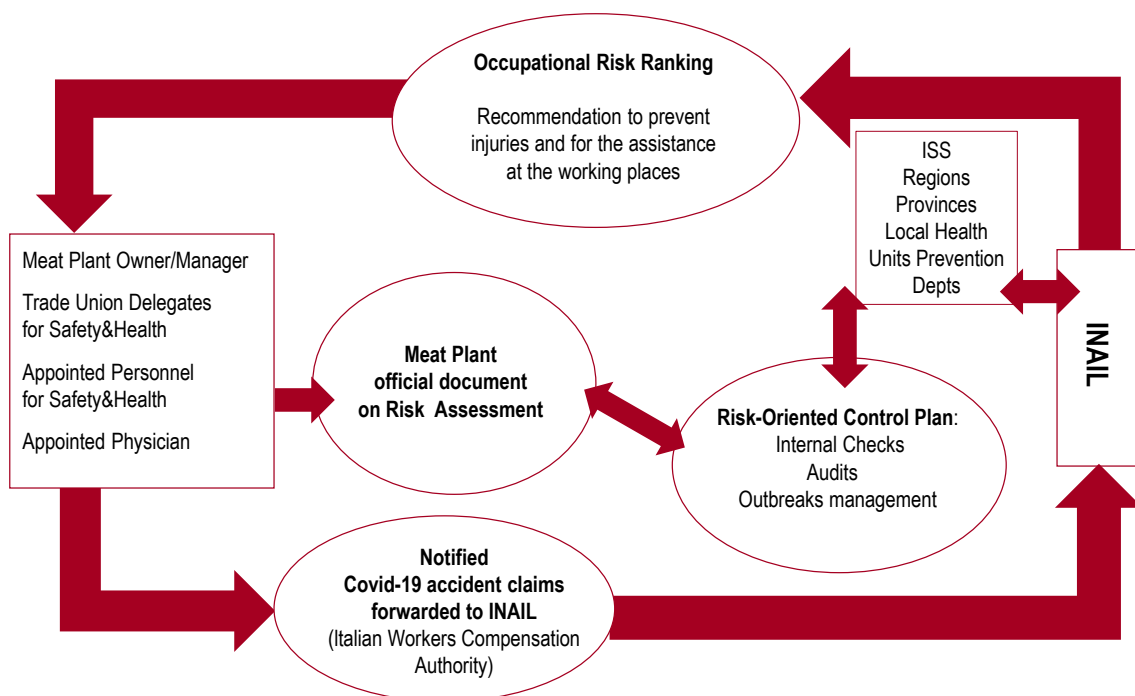 Occupational Risk Ranking
Recommendation to prevent
injuries and for the assistance
at the working places
ISS
Regions
Provinces
Local Health
Units Prevention
Depts
INAIL
Meat Plant Owner/Manager
Trade Union Delegates
for Safety&Health
Appointed Personnel
for Safety&Health
Appointed Physician
Meat Plant
official document
on Risk Assessment
Risk-Oriented Control Plan:
Internal Checks
Audits
Outbreaks management
Notified
Covid-19 accident claims
forwarded to INAIL
(Italian Workers Compensation
Authority)